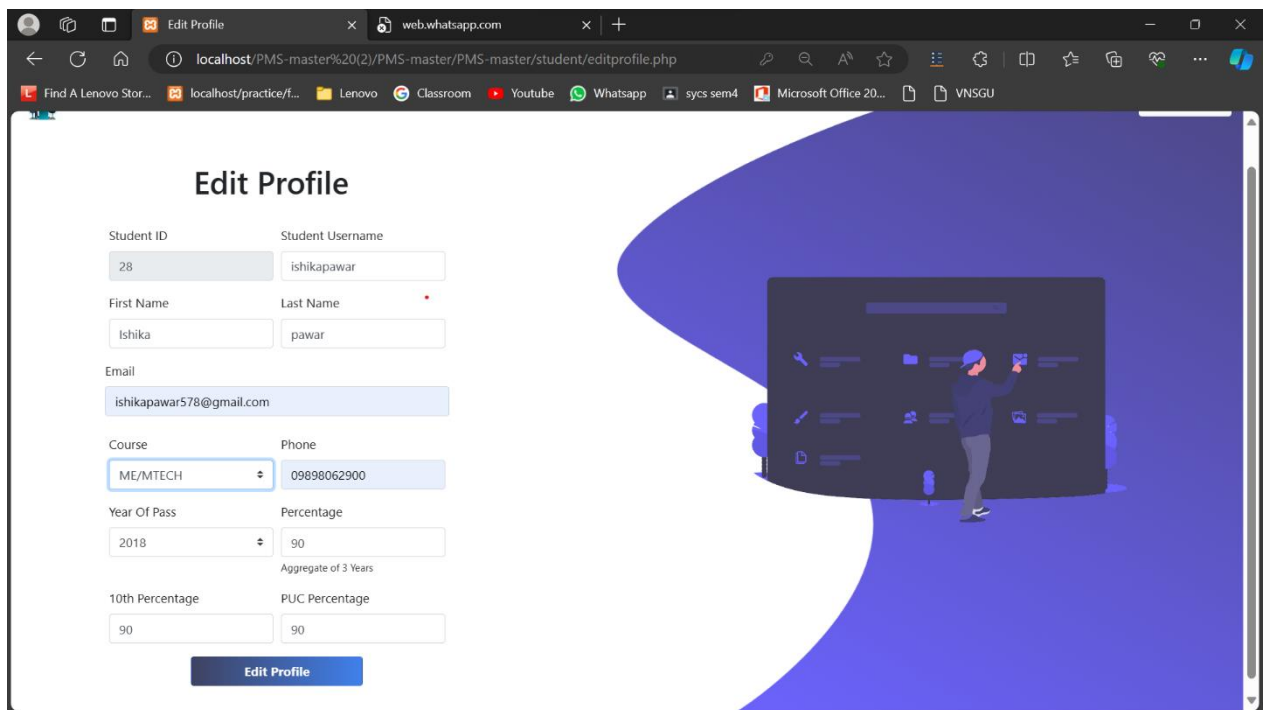 Edit Profile
web.whatsapp.com
localhost/PMS-master%20(2)/PMS-master/PMS-master/student/editprofile.php
Find A Lenovo Stor...
localhost/practice/f...
Lenovo
Classroom
Youtube
Whatsapp
sycs sem4
Microsoft Office 20...
VNSGU
Edit Profile
Student ID
Student Username
28
ishikapawar
First Name
Last Name
Ishika
pawar
Email
ishikapawar578@gmail.com
Course
Phone
ME/MTECH
09898062900
Year Of Pass
Percentage
2018
90
Aggregate of 3 Years
10th Percentage
PUC Percentage
90
90
Edit Profile